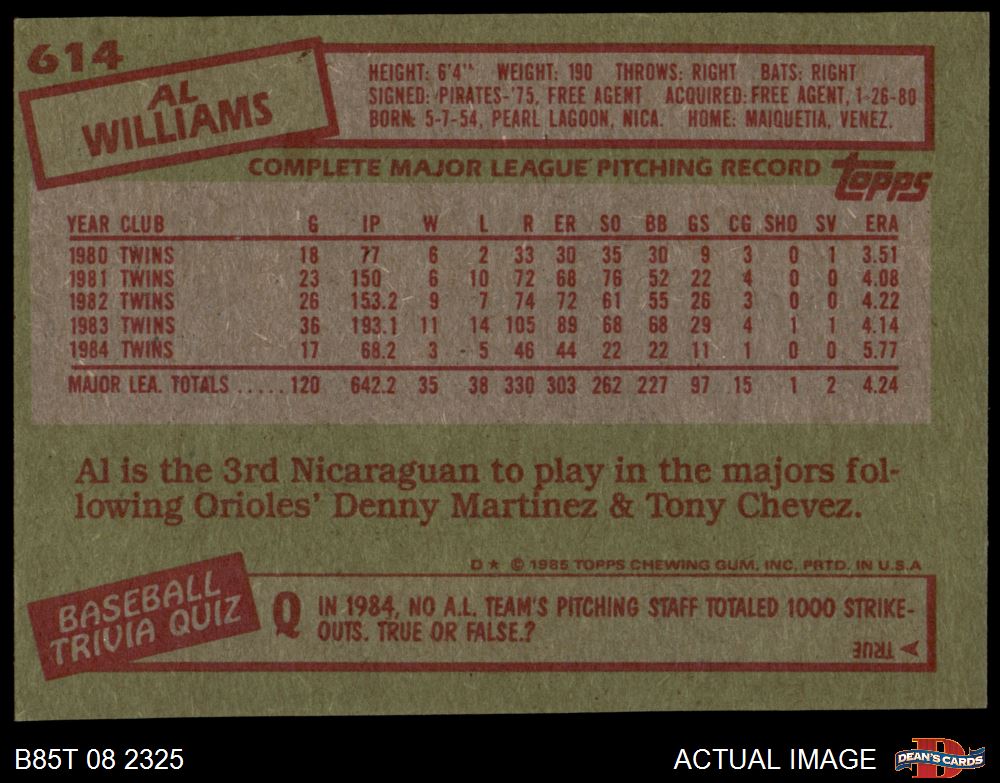 614
AL
WILLIAMS
HEIGHT: 6'4" WEIGHT: 190 THROWS: RIGHT BATS: RIGHT
SIGNED: PIRATES-'75, FREE AGENT ACQUIRED: FREE AGENT, 1-26-80
BORN: 5-7-54, PEARL LAGOON, NICA. HOME: MAIQUETIA, VENEZ.
COMPLETE MAJOR LEAGUE PITCHING RECORD topps
YEAR CLUB G IP W L R ER SO BB GS CG SHO SV ERA
1980 TWINS 18 77 6 2 33 30 35 30 9 3 0 1 3.51
1981 TWINS 23 150 6 10 72 68 76 52 22 4 0 0 4.08
1982 TWINS 26 153.2 9 7 74 72 61 55 26 3 0 0 4.22
1983 TWINS 36 193.1 11 14 105 89 68 68 29 4 1 1 4.14
1984 TWINS 17 68.2 3 5 46 44 22 22 11 1 0 0 5.77
MAJOR LEA. TOTALS ..... 120 642.2 35 38 330 303 262 227 97 15 1 2 4.24
Al is the 3rd Nicaraguan to play in the majors fol-
lowing Orioles' Denny Martinez & Tony Chevez.
D★ © 1985 TOPPS CHEWING GUM, INC. PRTD. IN U.S.A
BASEBALL
TRIVIA QUIZ
Q IN 1984, NO A.L. TEAM'S PITCHING STAFF TOTALED 1000 STRIKE-
OUTS. TRUE OR FALSE.?
TRUE
B85T 08 2325 ACTUAL IMAGE DEAN'S CARDS